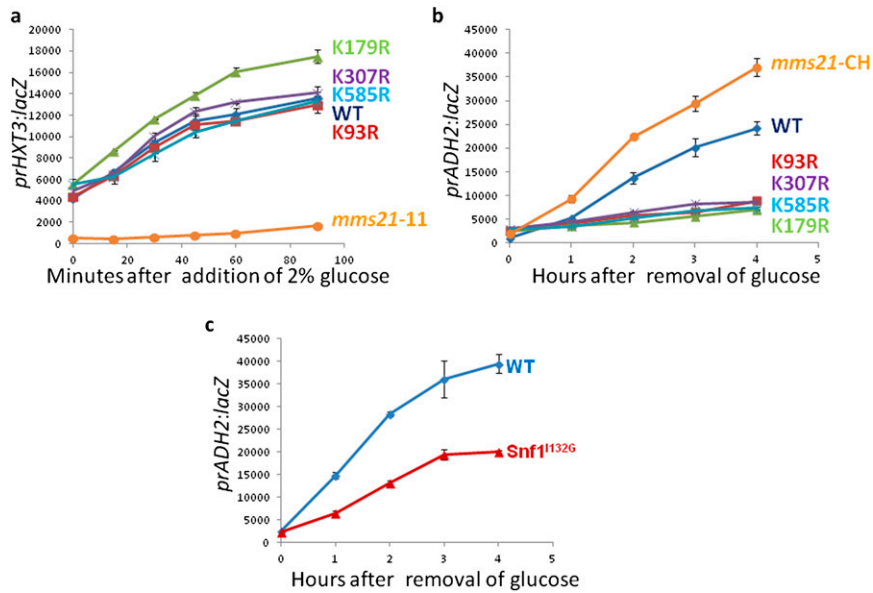 a
prHXT3:lacZ
20000
18000
16000
14000
12000
10000
8000
6000
4000
2000
0
0 20 40 60 80 100
Minutes after addition of 2% glucose
K179R
K307R
K585R
WT
K93R
mms21-11
b
prADH2:lacZ
45000
40000
35000
30000
25000
20000
15000
10000
5000
0
0 1 2 3 4 5
Hours after removal of glucose
mms21-CH
WT
K93R
K307R
K585R
K179R
c
prADH2:lacZ
45000
40000
35000
30000
25000
20000
15000
10000
5000
0
0 1 2 3 4 5
Hours after removal of glucose
WT
Snf1I132G